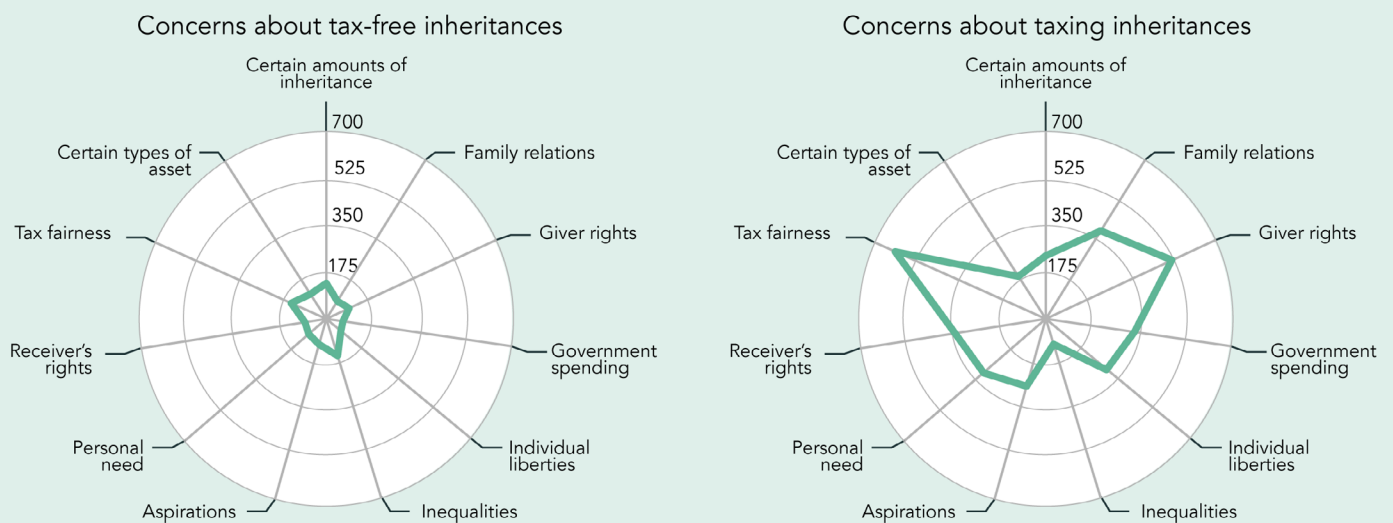 Concerns about tax-free inheritances
Certain amounts of
inheritance
700
525
350
175
Family relations
Giver rights
Government
spending
Individual
liberties
Inequalities
Aspirations
Personal
need
Receiver's
rights
Tax fairness
Certain types of
asset
Concerns about taxing inheritances
Certain amounts of
inheritance
700
525
350
175
Family relations
Giver rights
Government
spending
Individual
liberties
Inequalities
Aspirations
Personal
need
Receiver's
rights
Tax fairness
Certain types of
asset